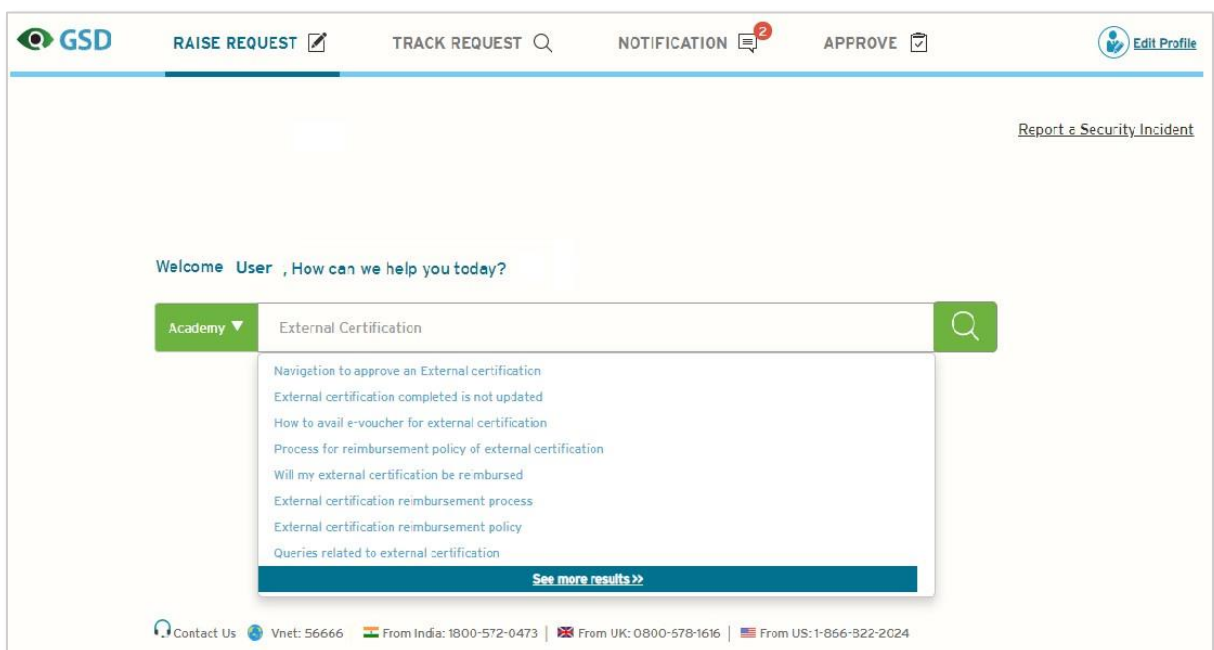 GSD RAISE REQUEST TRACK REQUEST NOTIFICATION 2 APPROVE Edit Profile
Report a Security Incident
Welcome User , How can we help you today?
Academy ▼ External Certification
Navigation to approve an External certification
External certification completed is not updated
How to avail e-voucher for external certification
Process for reimbursement policy of external certification
Will my external certification be reimbursed
External certification reimbursement process
External certification reimbursement policy
Queries related to external certification
See more results >>
Contact Us Vnet: 56666 From India: 1800-572-0473 | From UK: 0800-578-1616 | From US: 1-866-822-2024